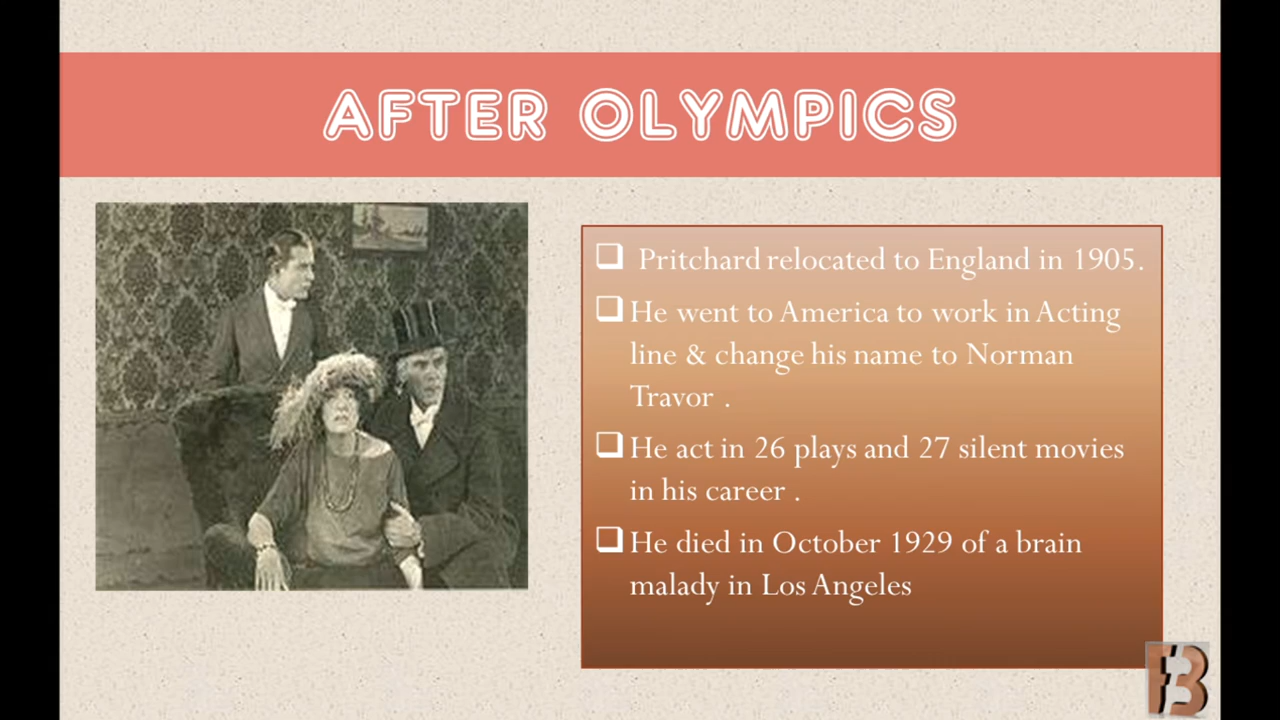 AFTER OLYMPICS
Pritchard relocated to England in 1905.
He went to America to work in Acting
line & change his name to Norman
Travor .
He act in 26 plays and 27 silent movies
in his career .
He died in October 1929 of a brain
malady in Los Angeles